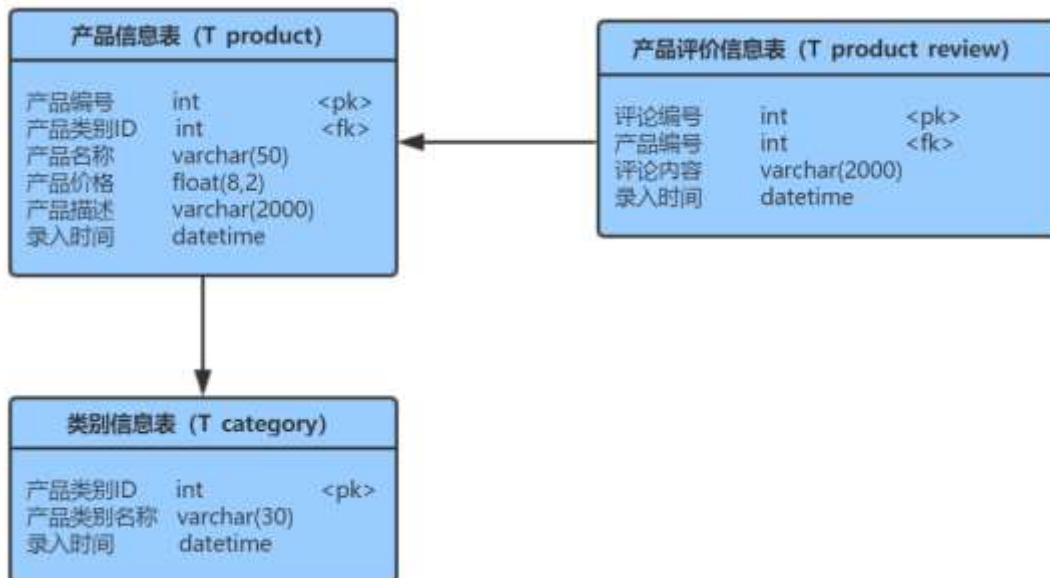 产品信息表（T product）
产品编号 int <pk>
产品类别ID int <fk>
产品名称 varchar(50)
产品价格 float(8,2)
产品描述 varchar(2000)
录入时间 datetime
产品评价信息表（T product review）
评论编号 int <pk>
产品编号 int <fk>
评论内容 varchar(2000)
录入时间 datetime
类别信息表（T category）
产品类别ID int <pk>
产品类别名称 varchar(30)
录入时间 datetime